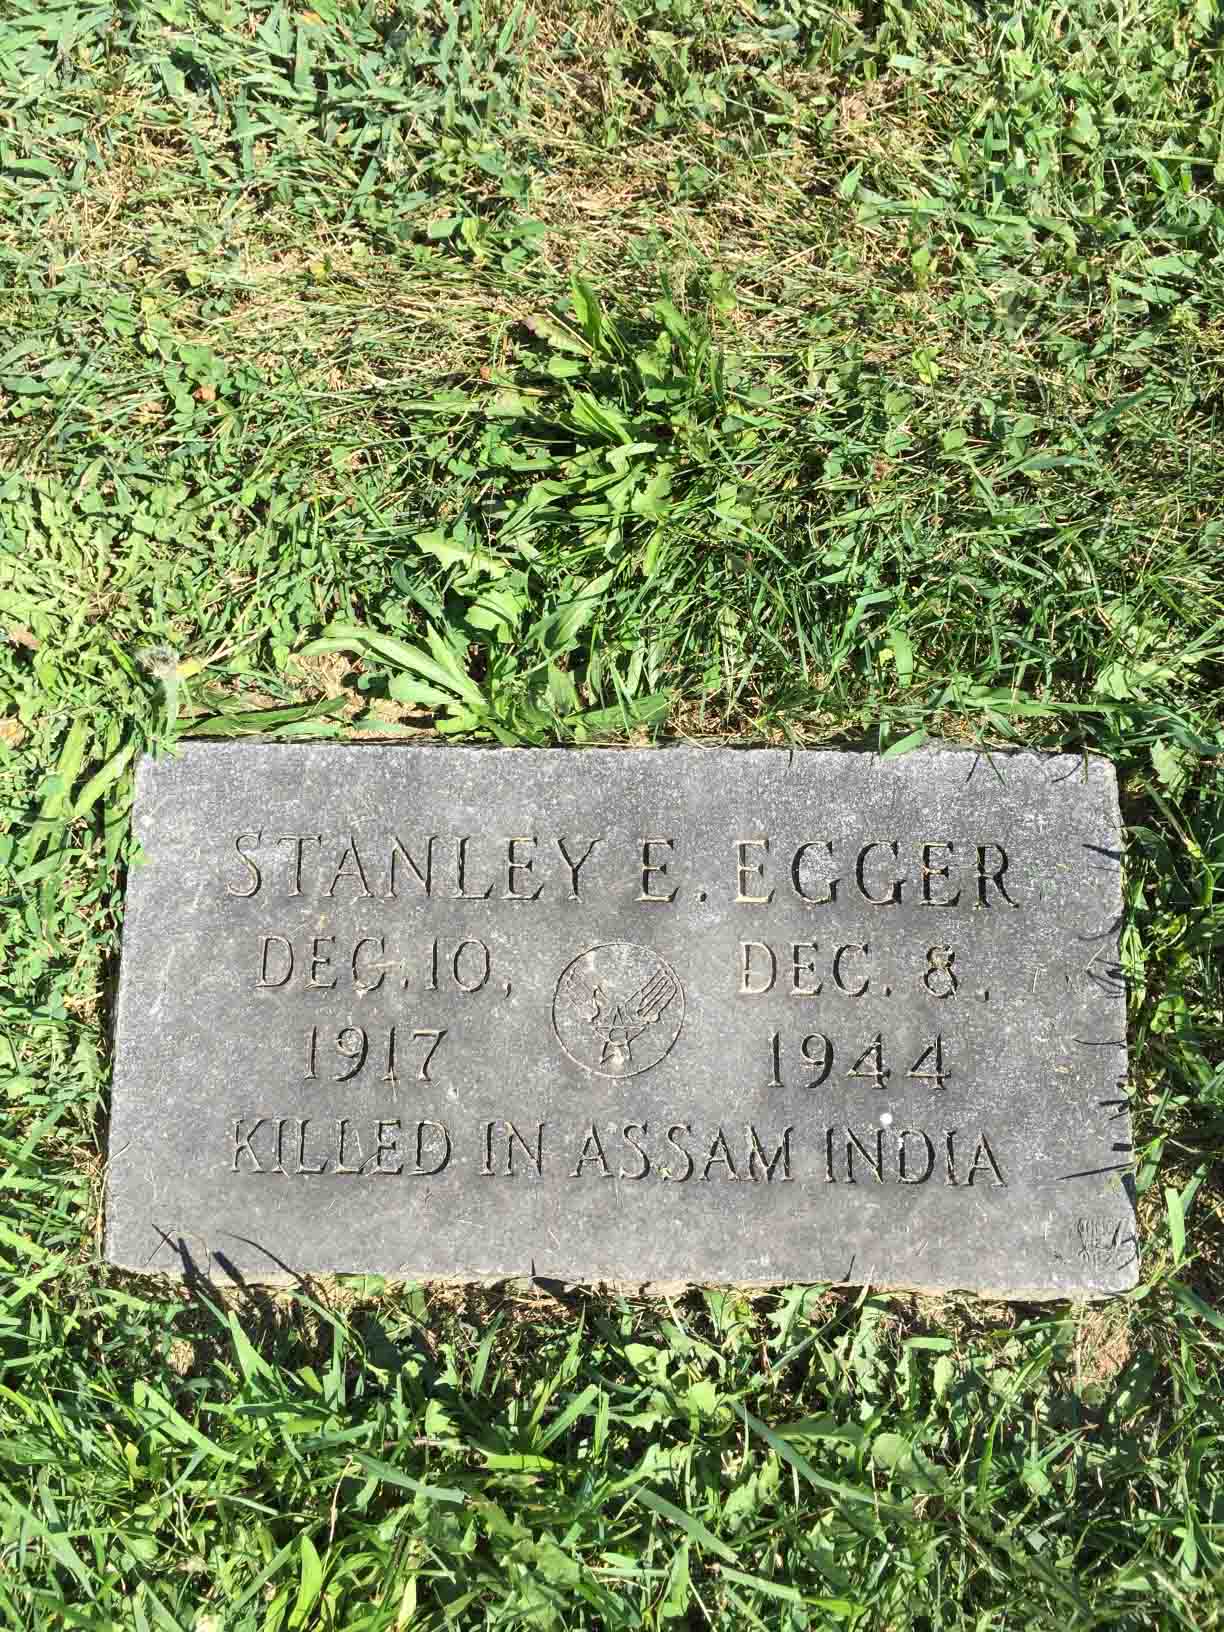 STANLEY E. EGGER
DEC. 10, DEC. 8,
1917 1944
KILLED IN ASSAM INDIA